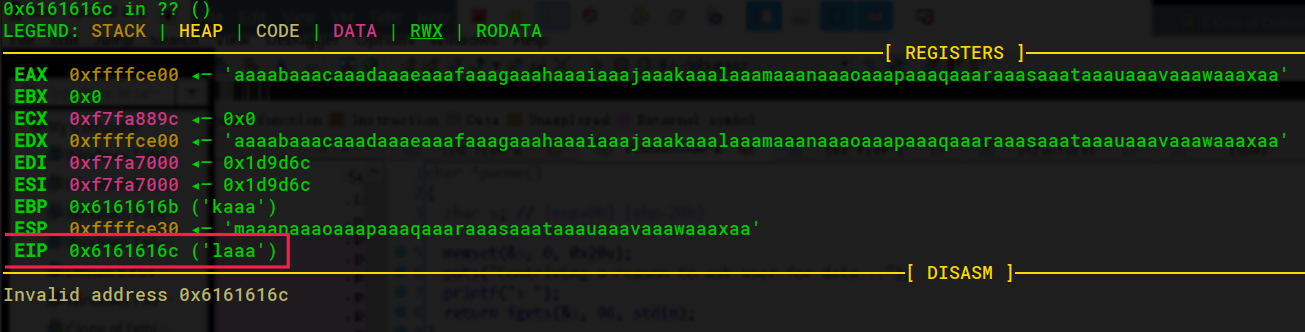 0x6161616c in ?? ()
LEGEND: STACK | HEAP | CODE | DATA | RWX | RODATA
[ REGISTERS ]
EAX 0xffffce00 ◂— 'aaaabaaacaaadaaaeaaafaaagaaahaaaiaaajaaakaaalaaamaaanaaaoaaapaaaqaaaraaasaaataaauaaavaaawaaaxaa'
EBX 0x0
ECX 0xf7fa889c ◂— 0x0
EDX 0xffffce00 ◂— 'aaaabaaacaaadaaaeaaafaaagaaahaaaiaaajaaakaaalaaamaaanaaaoaaapaaaqaaaraaasaaataaauaaavaaawaaaxaa'
EDI 0xf7fa7000 ◂— 0x1d9d6c
ESI 0xf7fa7000 ◂— 0x1d9d6c
EBP 0x6161616b ('kaaa')
ESP 0xffffce30 ◂— 'maaanaaaoaaapaaaqaaaraaasaaataaauaaavaaawaaaxaa'
EIP 0x6161616c ('laaa')
[ DISASM ]
Invalid address 0x6161616c